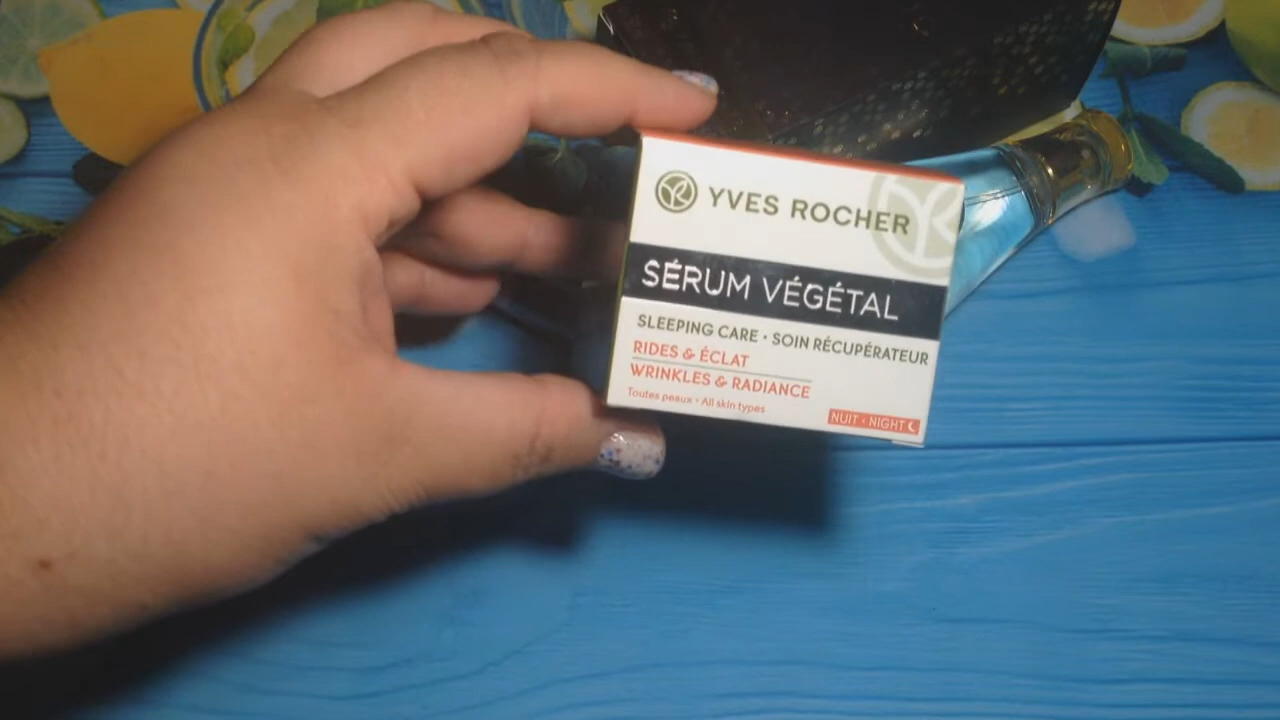 YVES ROCHER
SÉRUM VÉGÉTAL
SLEEPING CARE • SOIN RÉCUPÉRATEUR
RIDES & ÉCLAT
WRINKLES & RADIANCE
Toutes peaux • All skin types
NUIT • NIGHT